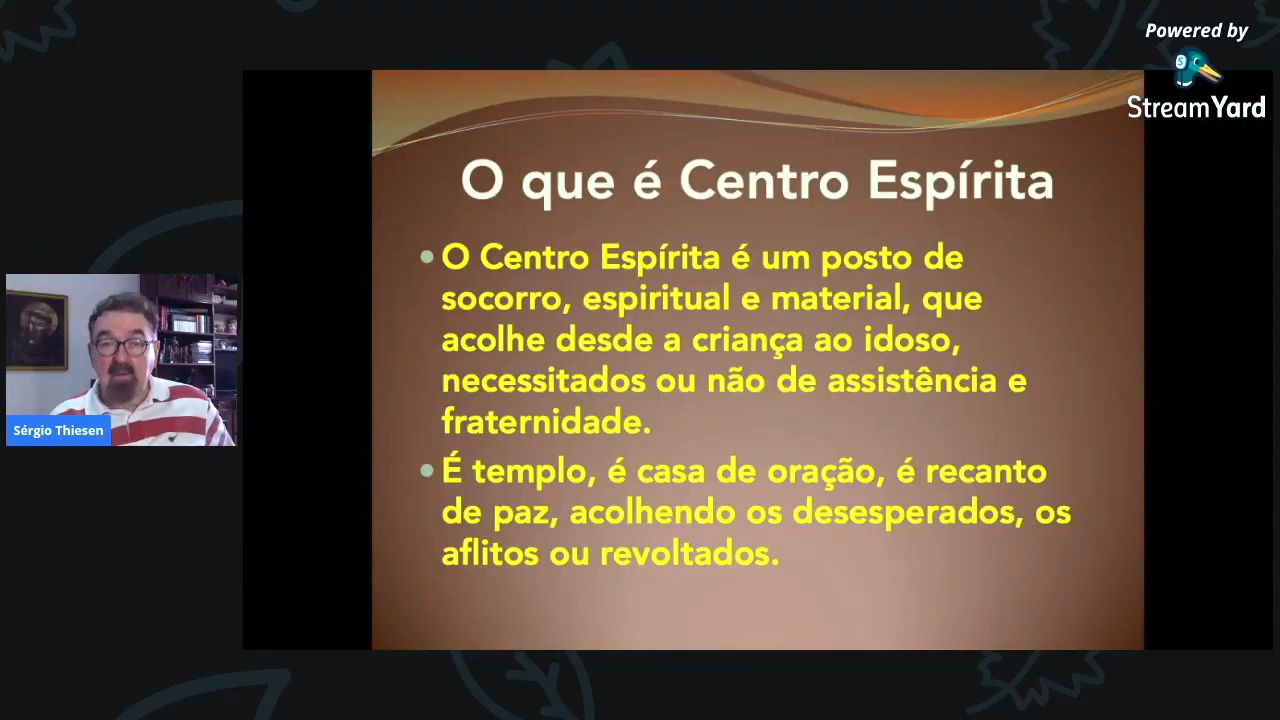 Powered by
StreamYard
O que é Centro Espírita
• O Centro Espírita é um posto de
socorro, espiritual e material, que
acolhe desde a criança ao idoso,
necessitados ou não de assistência e
fraternidade.
• É templo, é casa de oração, é recanto
de paz, acolhendo os desesperados, os
aflitos ou revoltados.
Sérgio Thiesen